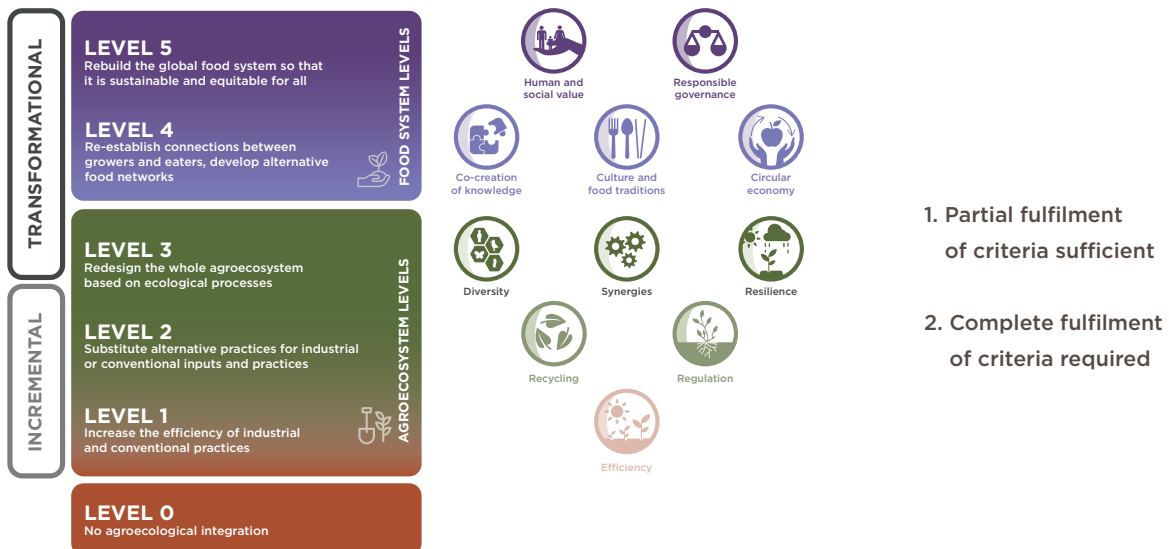 TRANSFORMATIONAL
INCREMENTAL
LEVEL 5
Rebuild the global food system so that
it is sustainable and equitable for all
LEVEL 4
Re-establish connections between
growers and eaters, develop alternative
food networks
FOOD SYSTEM LEVELS
LEVEL 3
Redesign the whole agroecosystem
based on ecological processes
LEVEL 2
Substitute alternative practices for industrial
or conventional inputs and practices
LEVEL 1
Increase the efficiency of industrial
and conventional practices
AGROECOSYSTEM LEVELS
LEVEL 0
No agroecological integration
Human and
social value
Responsible
governance
Co-creation
of knowledge
Culture and
food traditions
Circular
economy
Diversity
Synergies
Resilience
Recycling
Regulation
Efficiency
1. Partial fulfilment
of criteria sufficient
2. Complete fulfilment
of criteria required